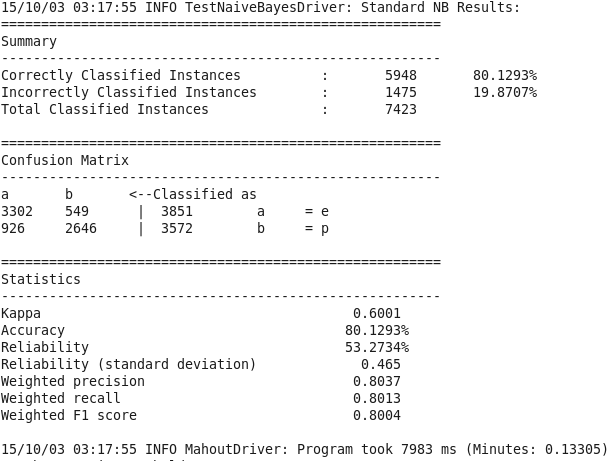 15/10/03 03:17:55 INFO TestNaiveBayesDriver: Standard NB Results:
=======================================================
Summary
-------------------------------------------------------
Correctly Classified Instances          :       5948       80.1293%
Incorrectly Classified Instances        :       1475       19.8707%
Total Classified Instances              :       7423

=======================================================
Confusion Matrix
-------------------------------------------------------
a       b       <--Classified as
3302    549      |  3851        a     = e
926     2646     |  3572        b     = p

=======================================================
Statistics
-------------------------------------------------------
Kappa                                       0.6001
Accuracy                                   80.1293%
Reliability                                53.2734%
Reliability (standard deviation)             0.465
Weighted precision                          0.8037
Weighted recall                             0.8013
Weighted F1 score                           0.8004

15/10/03 03:17:55 INFO MahoutDriver: Program took 7983 ms (Minutes: 0.13305)